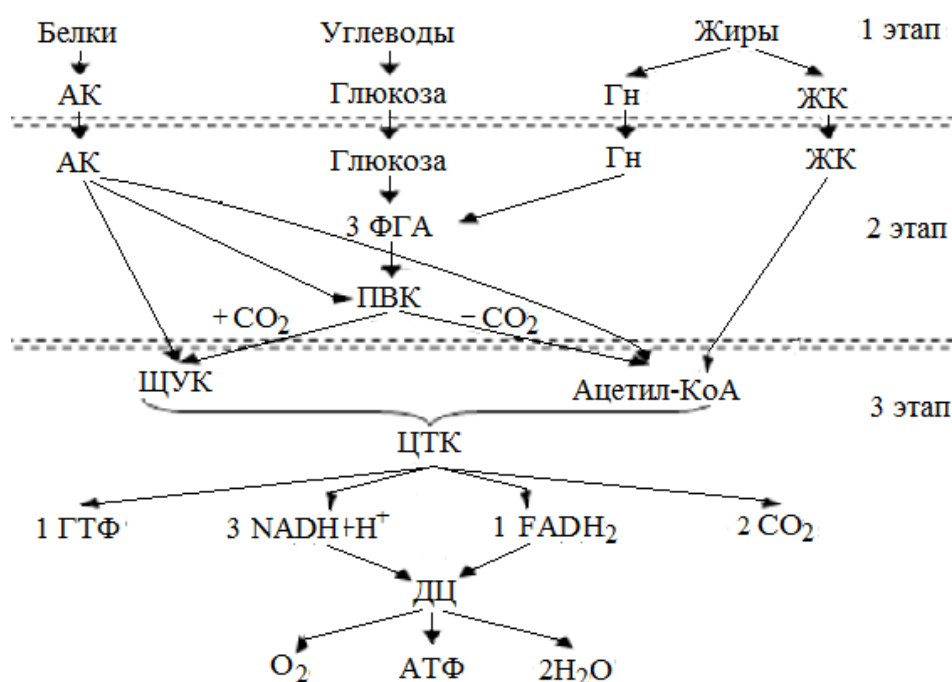 Белки Углеводы Жиры 1 этап
АК Глюкоза Гн ЖК
АК Глюкоза Гн ЖК
3 ФГА 2 этап
ПВК
+ CO₂ – CO₂
ЩУК Ацетил-КоА 3 этап
ЦТК
1 ГТФ 3 NADH+H⁺ 1 FADH₂ 2 CO₂
ДЦ
O₂ АТФ 2H₂O